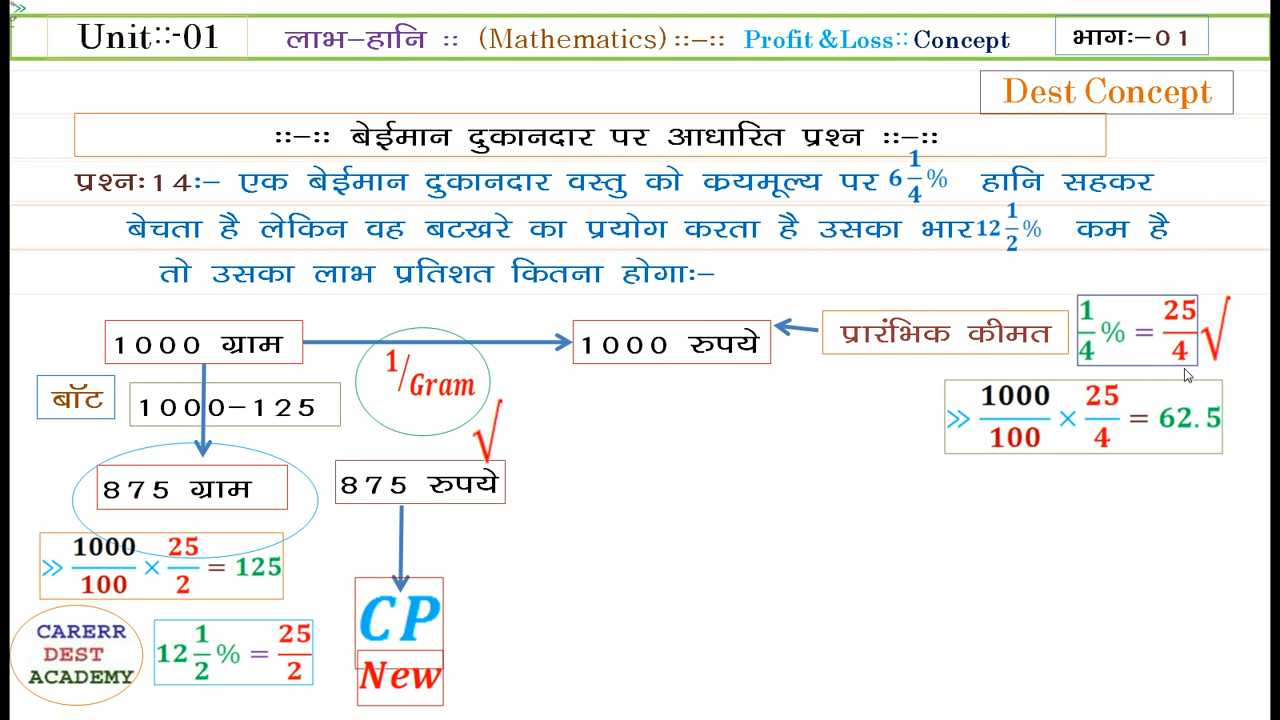 Unit::-01 लाभ-हानि :: (Mathematics) ::-:: Profit &Loss:: Concept भागः-01
Dest Concept
::-:: बेईमान दुकानदार पर आधारित प्रश्न ::-::
प्रश्नः14ः- एक बेईमान दुकानदार वस्तु को क्रयमूल्य पर 6 1/4 % हानि सहकर
बेचता है लेकिन वह बटखरे का प्रयोग करता है उसका भार 12 1/2 % कम है
तो उसका लाभ प्रतिशत कितना होगाः-
1000 ग्राम
1000 रुपये
प्रारंभिक कीमत
1/4 % = 25/4 √
1/Gram
बॉट
1000-125
≫ 1000/100 × 25/4 = 62.5
875 ग्राम
875 रुपये
√
≫ 1000/100 × 25/2 = 125
CP
New
CARERR
DEST
ACADEMY
12 1/2 % = 25/2